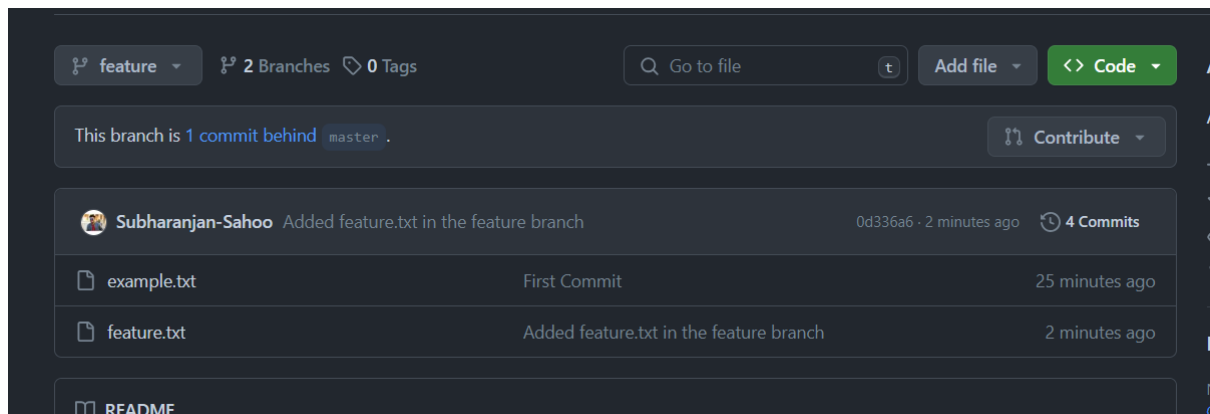 feature 2 Branches 0 Tags Go to file t Add file Code
This branch is 1 commit behind master .
Contribute
Subharanjan-Sahoo Added feature.txt in the feature branch 0d336a6 · 2 minutes ago 4 Commits
example.txt First Commit 25 minutes ago
feature.txt Added feature.txt in the feature branch 2 minutes ago
README